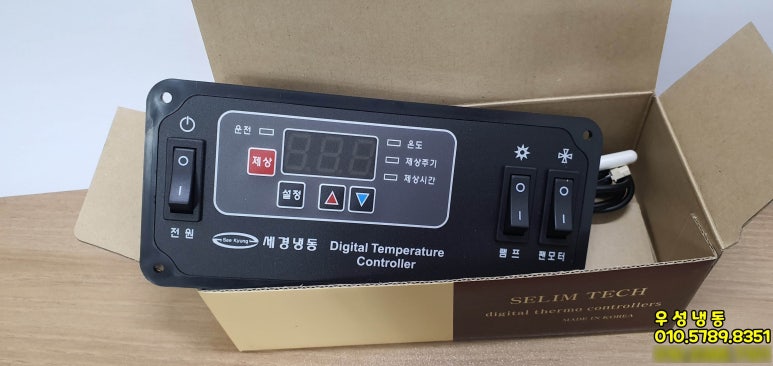 운전
온도
제상
제상주기
제상시간
설정
전원
See Kyung 세경냉동 Digital Temperature
Controller
램프
팬모터
SELIM TECH
digital thermo controllers
MADE IN KOREA
우성냉동
010.5789.8351